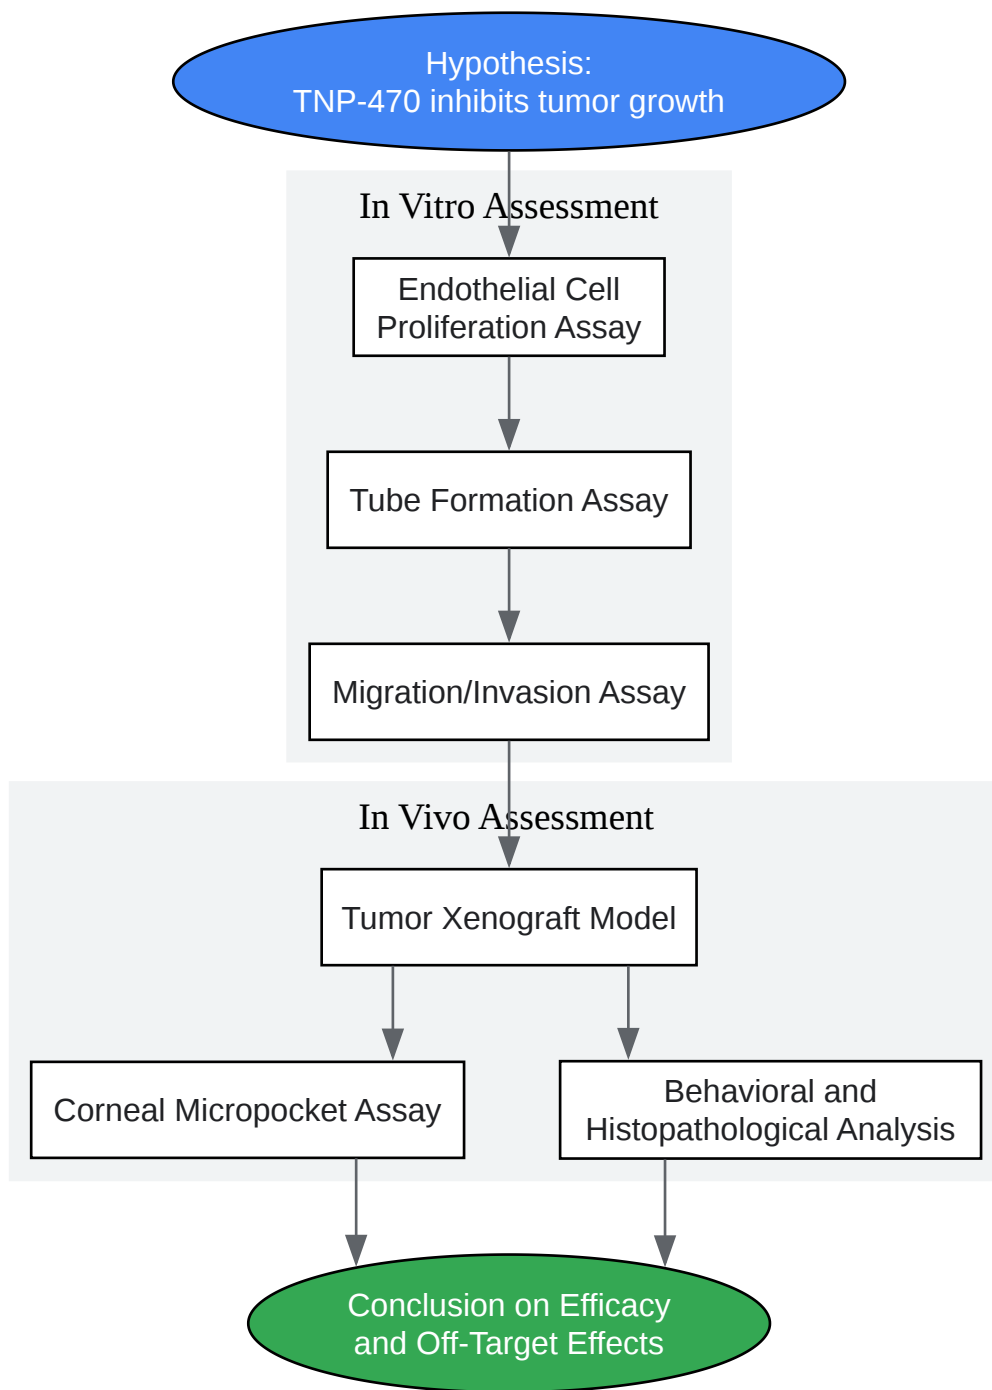 Hypothesis:
TNP-470 inhibits tumor growth
In Vitro Assessment
Endothelial Cell
Proliferation Assay
Tube Formation Assay
Migration/Invasion Assay
In Vivo Assessment
Tumor Xenograft Model
Corneal Micropocket Assay
Behavioral and
Histopathological Analysis
Conclusion on Efficacy
and Off-Target Effects